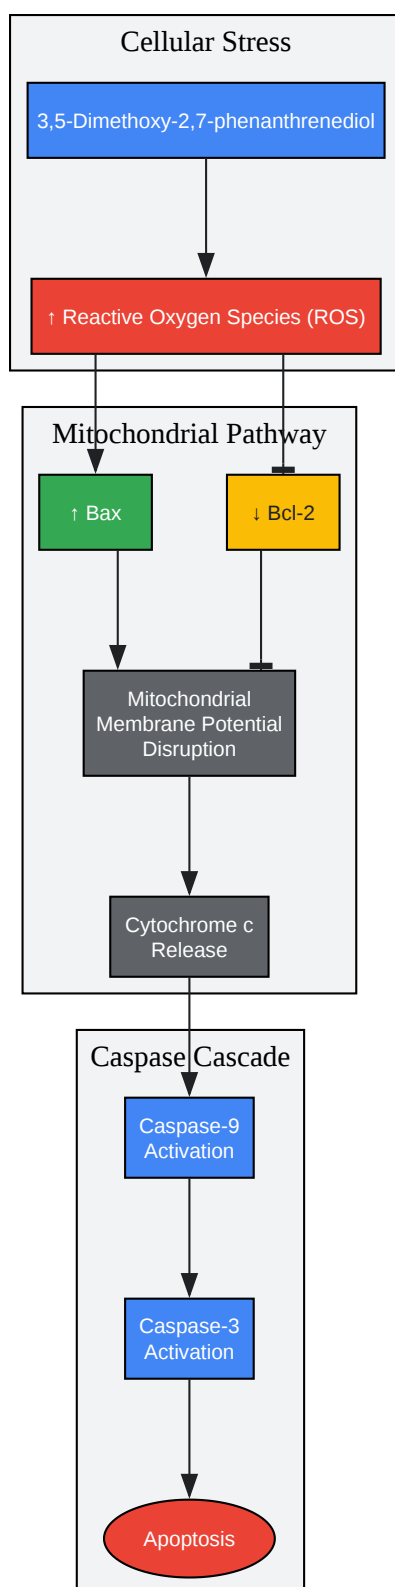 Cellular Stress
3,5-Dimethoxy-2,7-phenanthrenediol
↑ Reactive Oxygen Species (ROS)
Mitochondrial Pathway
↑ Bax
↓ Bcl-2
Mitochondrial
Membrane Potential
Disruption
Cytochrome c
Release
Caspase Cascade
Caspase-9
Activation
Caspase-3
Activation
Apoptosis